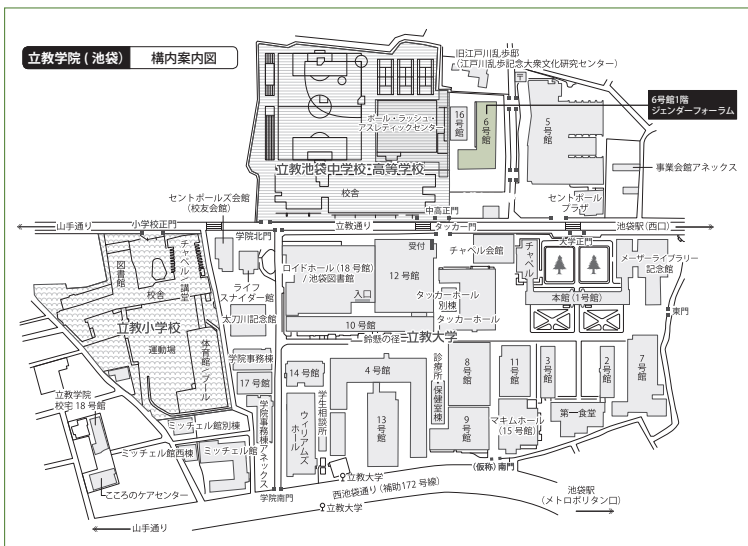 立教学院（池袋） 構内案内図
旧江戸川乱歩邸
（江戸川乱歩記念大衆文化研究センター）
6号館1階
ジェンダーフォーラム
16号館
6号館
5号館
ポール・ラッシュ・
アスレティックセンター
立教池袋中学校・高等学校
校舎
事業会館アネックス
セントポールズ会館
（校友会館）
中高正門
セントポール
プラザ
山手通り
小学校正門
学院北門
立教通り
タッカー門
池袋駅（西口）
大学正門
受付
チャペル会館
チャペル
メーザーライブラリー
記念館
図書館
チャペル
講堂
校舎
ライフ
スナイダー館
ロイドホール（18号館）
/ 池袋図書館
12号館
入口
タッカーホール
別棟
タッカーホール
本館（1号館）
東門
立教小学校
太刀川記念館
10号館
鈴懸の径
立教大学
運動場
体育館/プール
学院事務棟
17号館
14号館
4号館
診療所・保健室棟
8号館
11号館
3号館
2号館
7号館
立教学院
校宅18号館
学院事務棟アネックス
ウィリアムズ
ホール
学生相談所
13号館
9号館
マキムホール
（15号館）
第一食堂
ミッチェル館別棟
ミッチェル館西棟
ミッチェル館
こころのケアセンター
学院南門
立教大学
（仮称）南門
西池袋通り（補助172号線）
立教大学
池袋駅
（メトロポリタン口）
山手通り